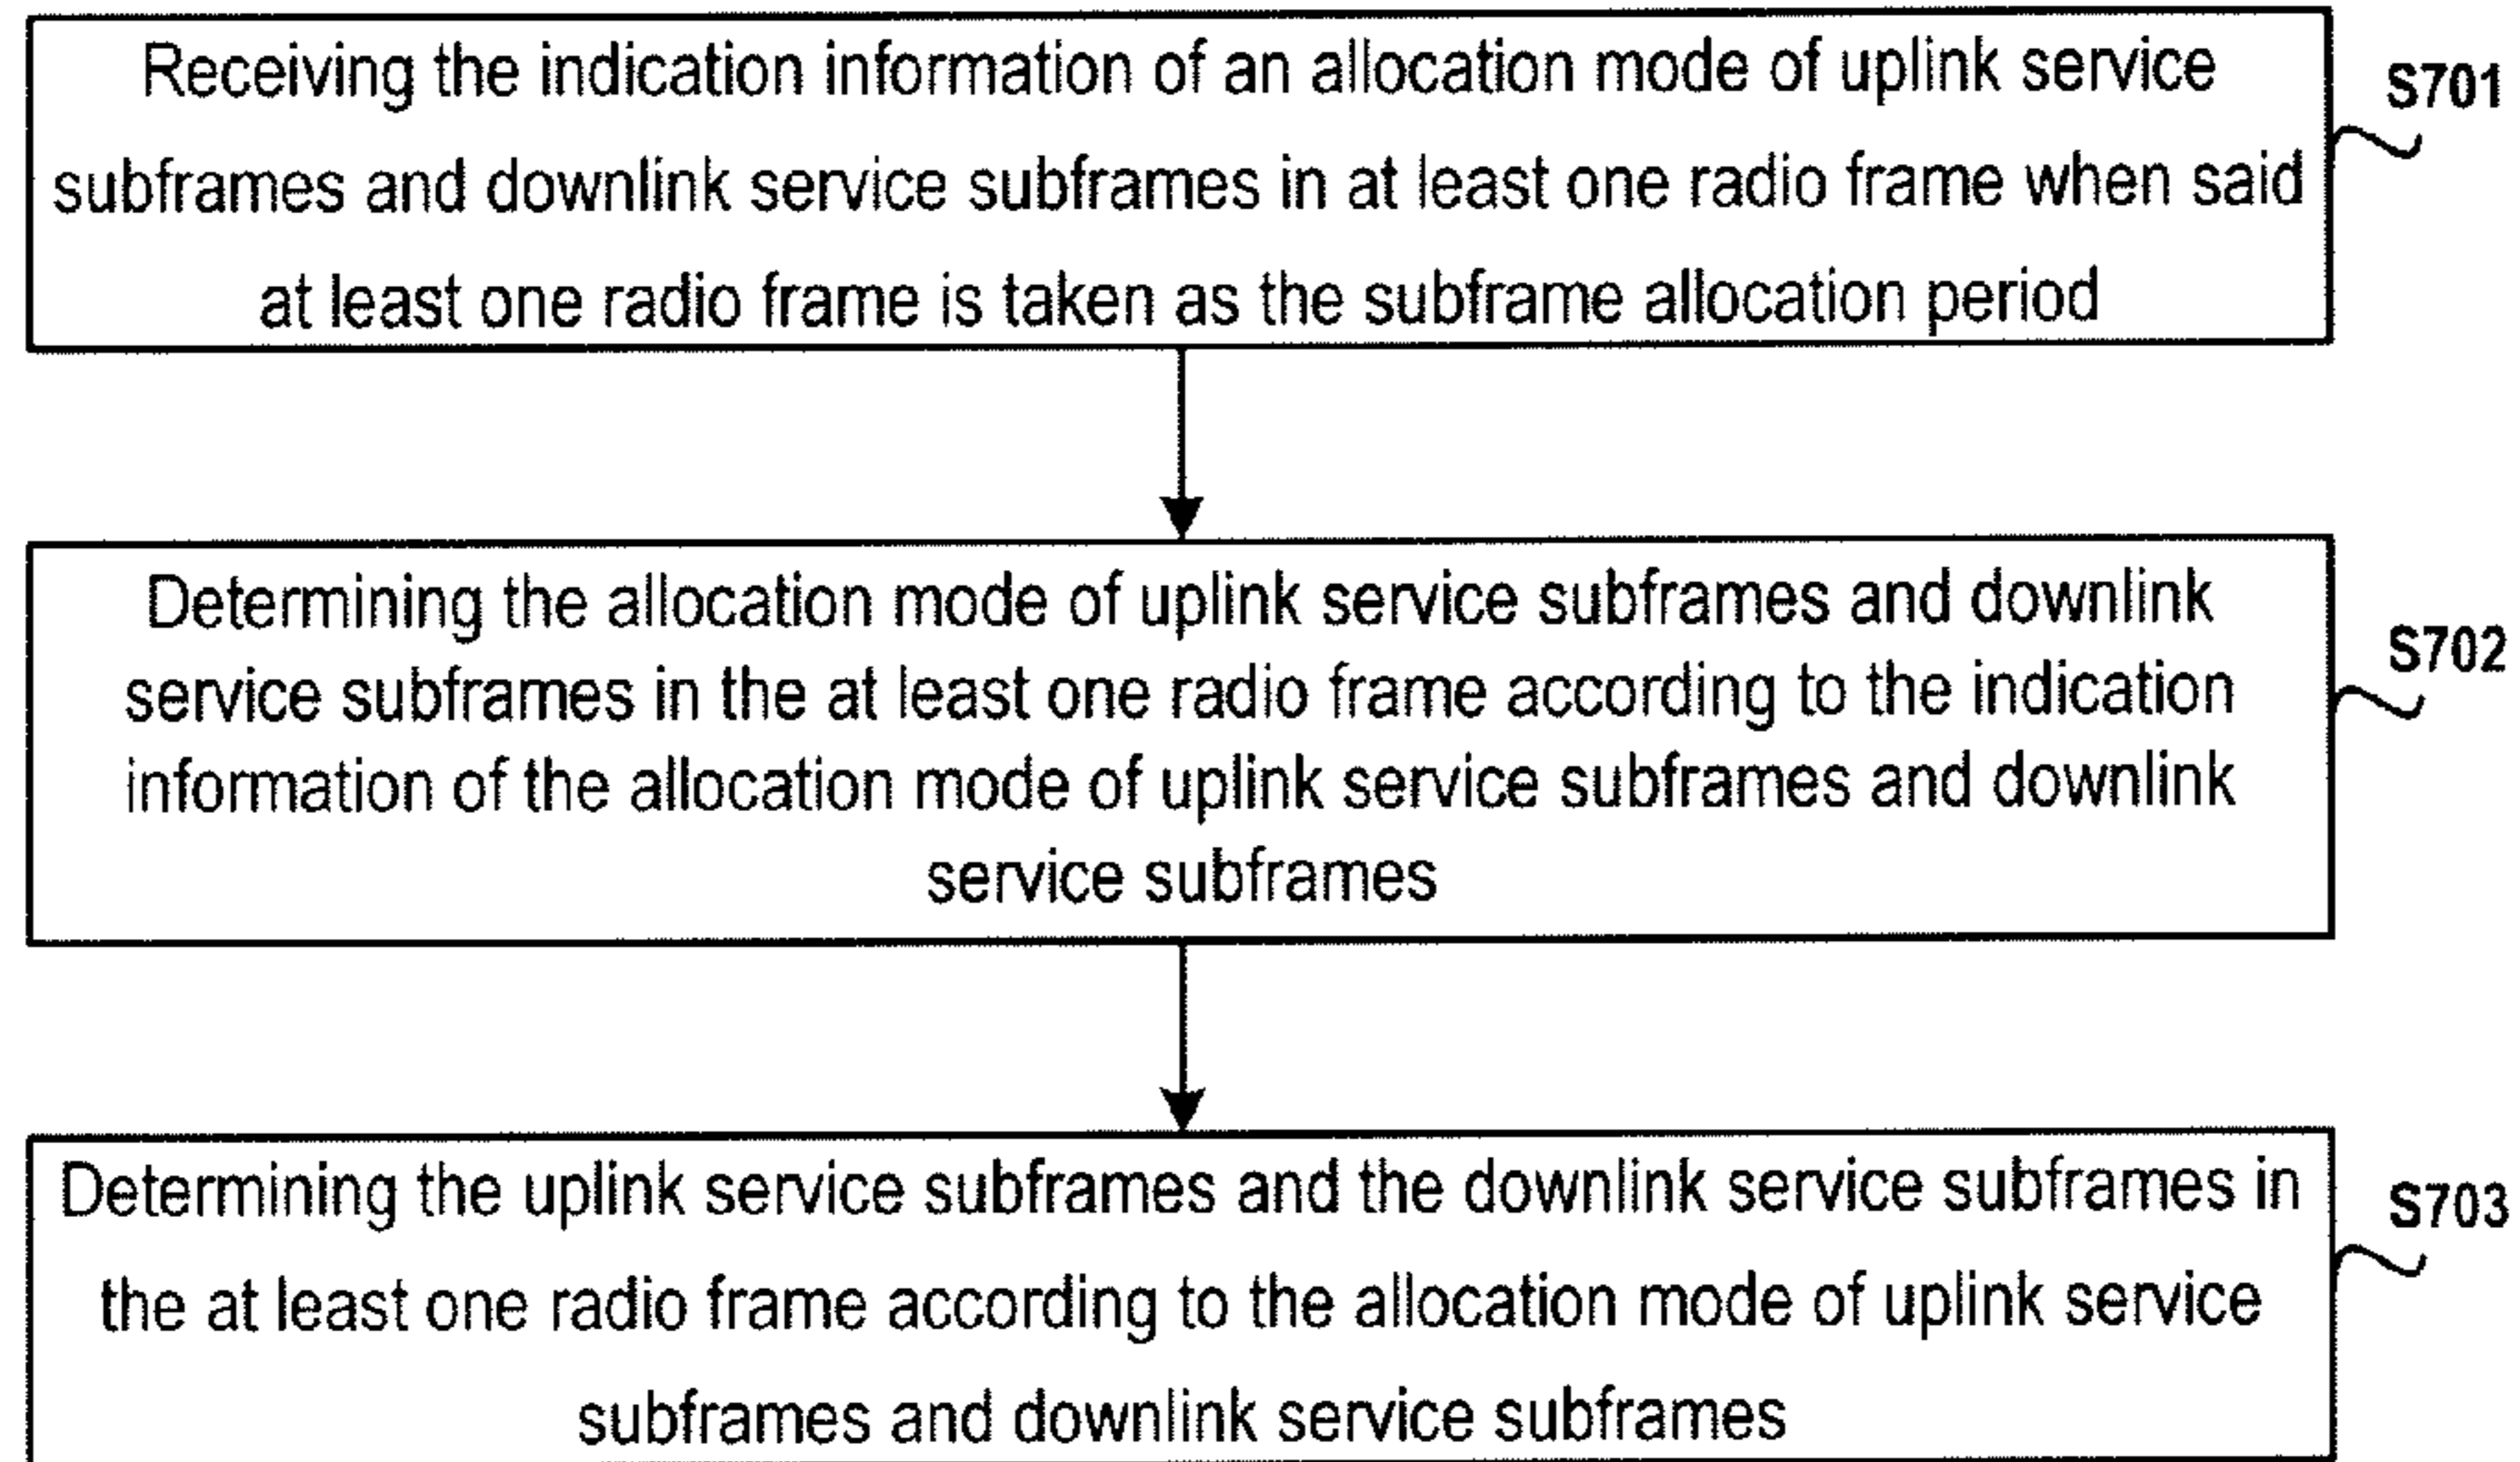 Receiving the indication information of an allocation mode of uplink service
subframes and downlink service subframes in at least one radio frame when said
at least one radio frame is taken as the subframe allocation period
S701
Determining the allocation mode of uplink service subframes and downlink
service subframes in the at least one radio frame according to the indication
information of the allocation mode of uplink service subframes and downlink
service subframes
S702
Determining the uplink service subframes and the downlink service subframes in
the at least one radio frame according to the allocation mode of uplink service
subframes and downlink service subframes
S703